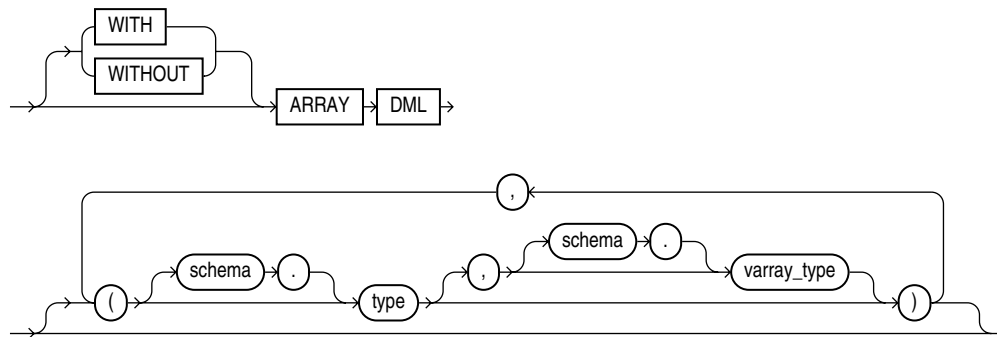 WITH
WITHOUT
ARRAY DML
,
schema .
schema . , varray_type
( type )